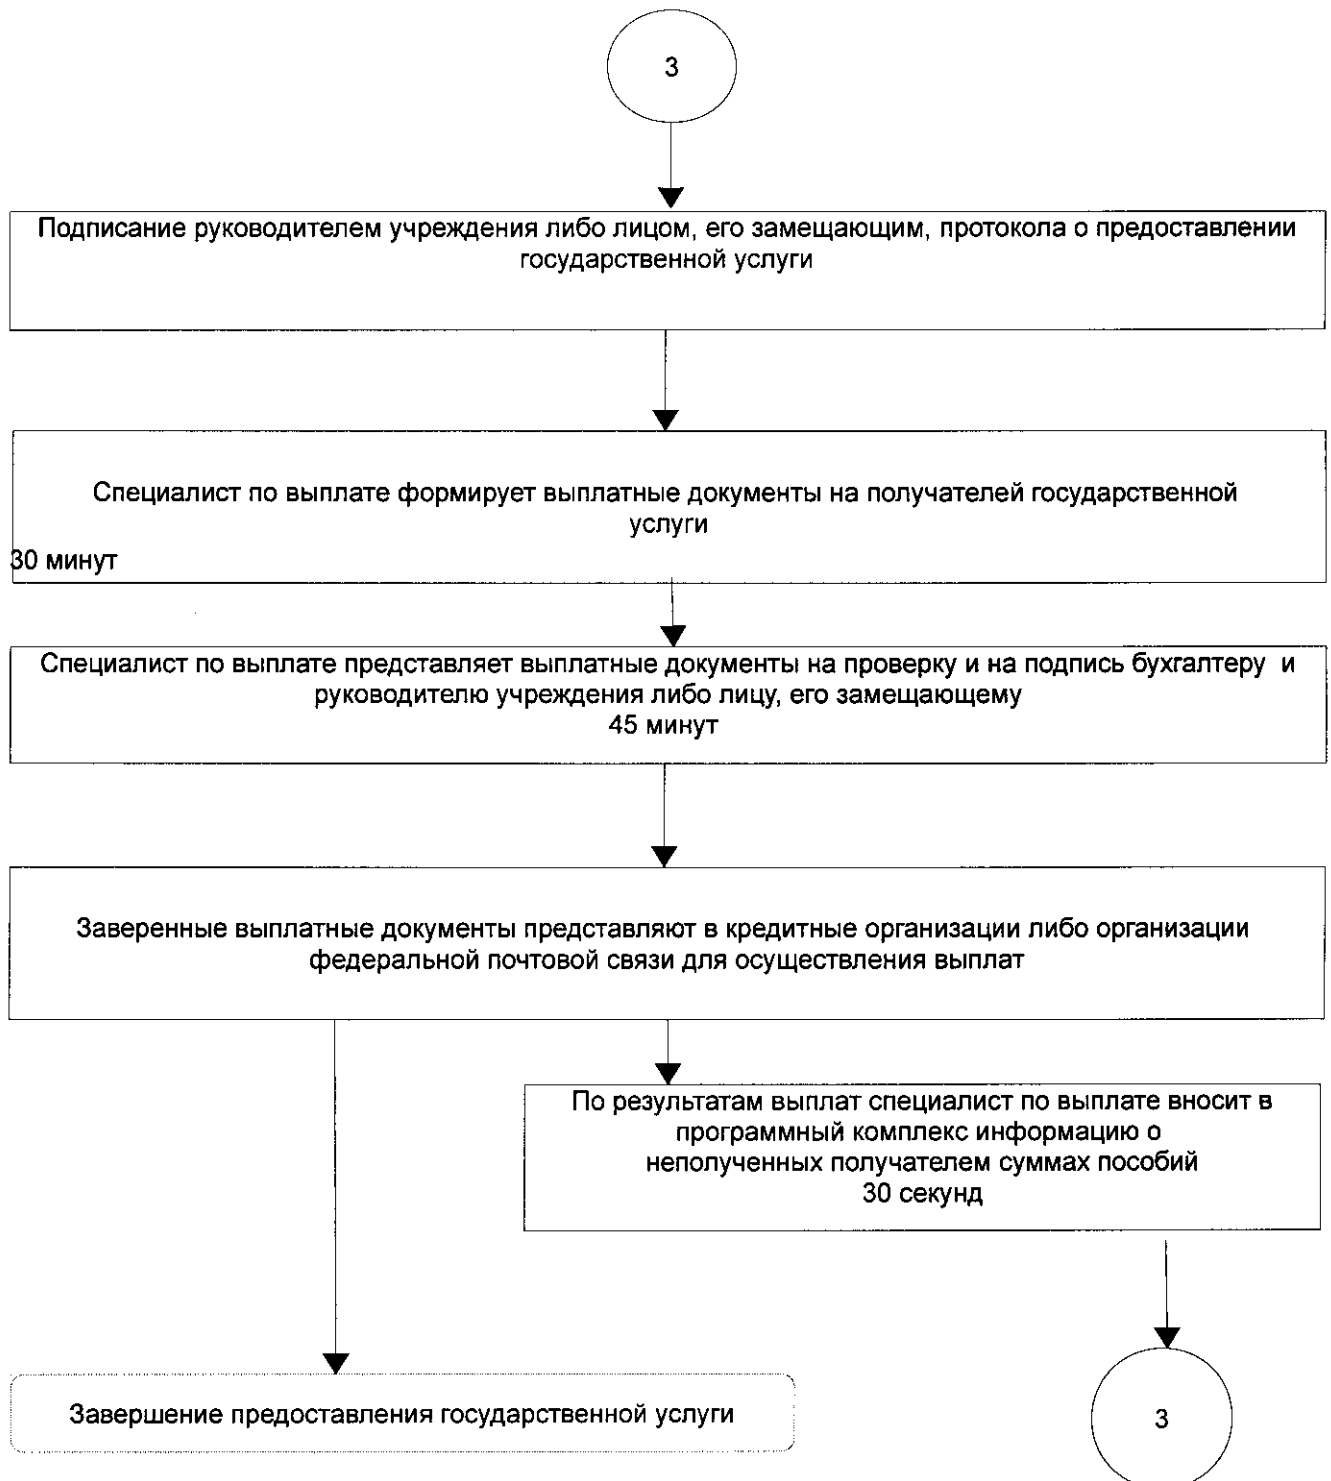 3
Подписание руководителем учреждения либо лицом, его замещающим, протокола о предоставлении
государственной услуги
Специалист по выплате формирует выплатные документы на получателей государственной
услуги
30 минут
Специалист по выплате представляет выплатные документы на проверку и на подпись бухгалтеру и
руководителю учреждения либо лицу, его замещающему
45 минут
Заверенные выплатные документы представляют в кредитные организации либо организации
федеральной почтовой связи для осуществления выплат
По результатам выплат специалист по выплате вносит в
программный комплекс информацию о
неполученных получателем суммах пособий
30 секунд
Завершение предоставления государственной услуги
3